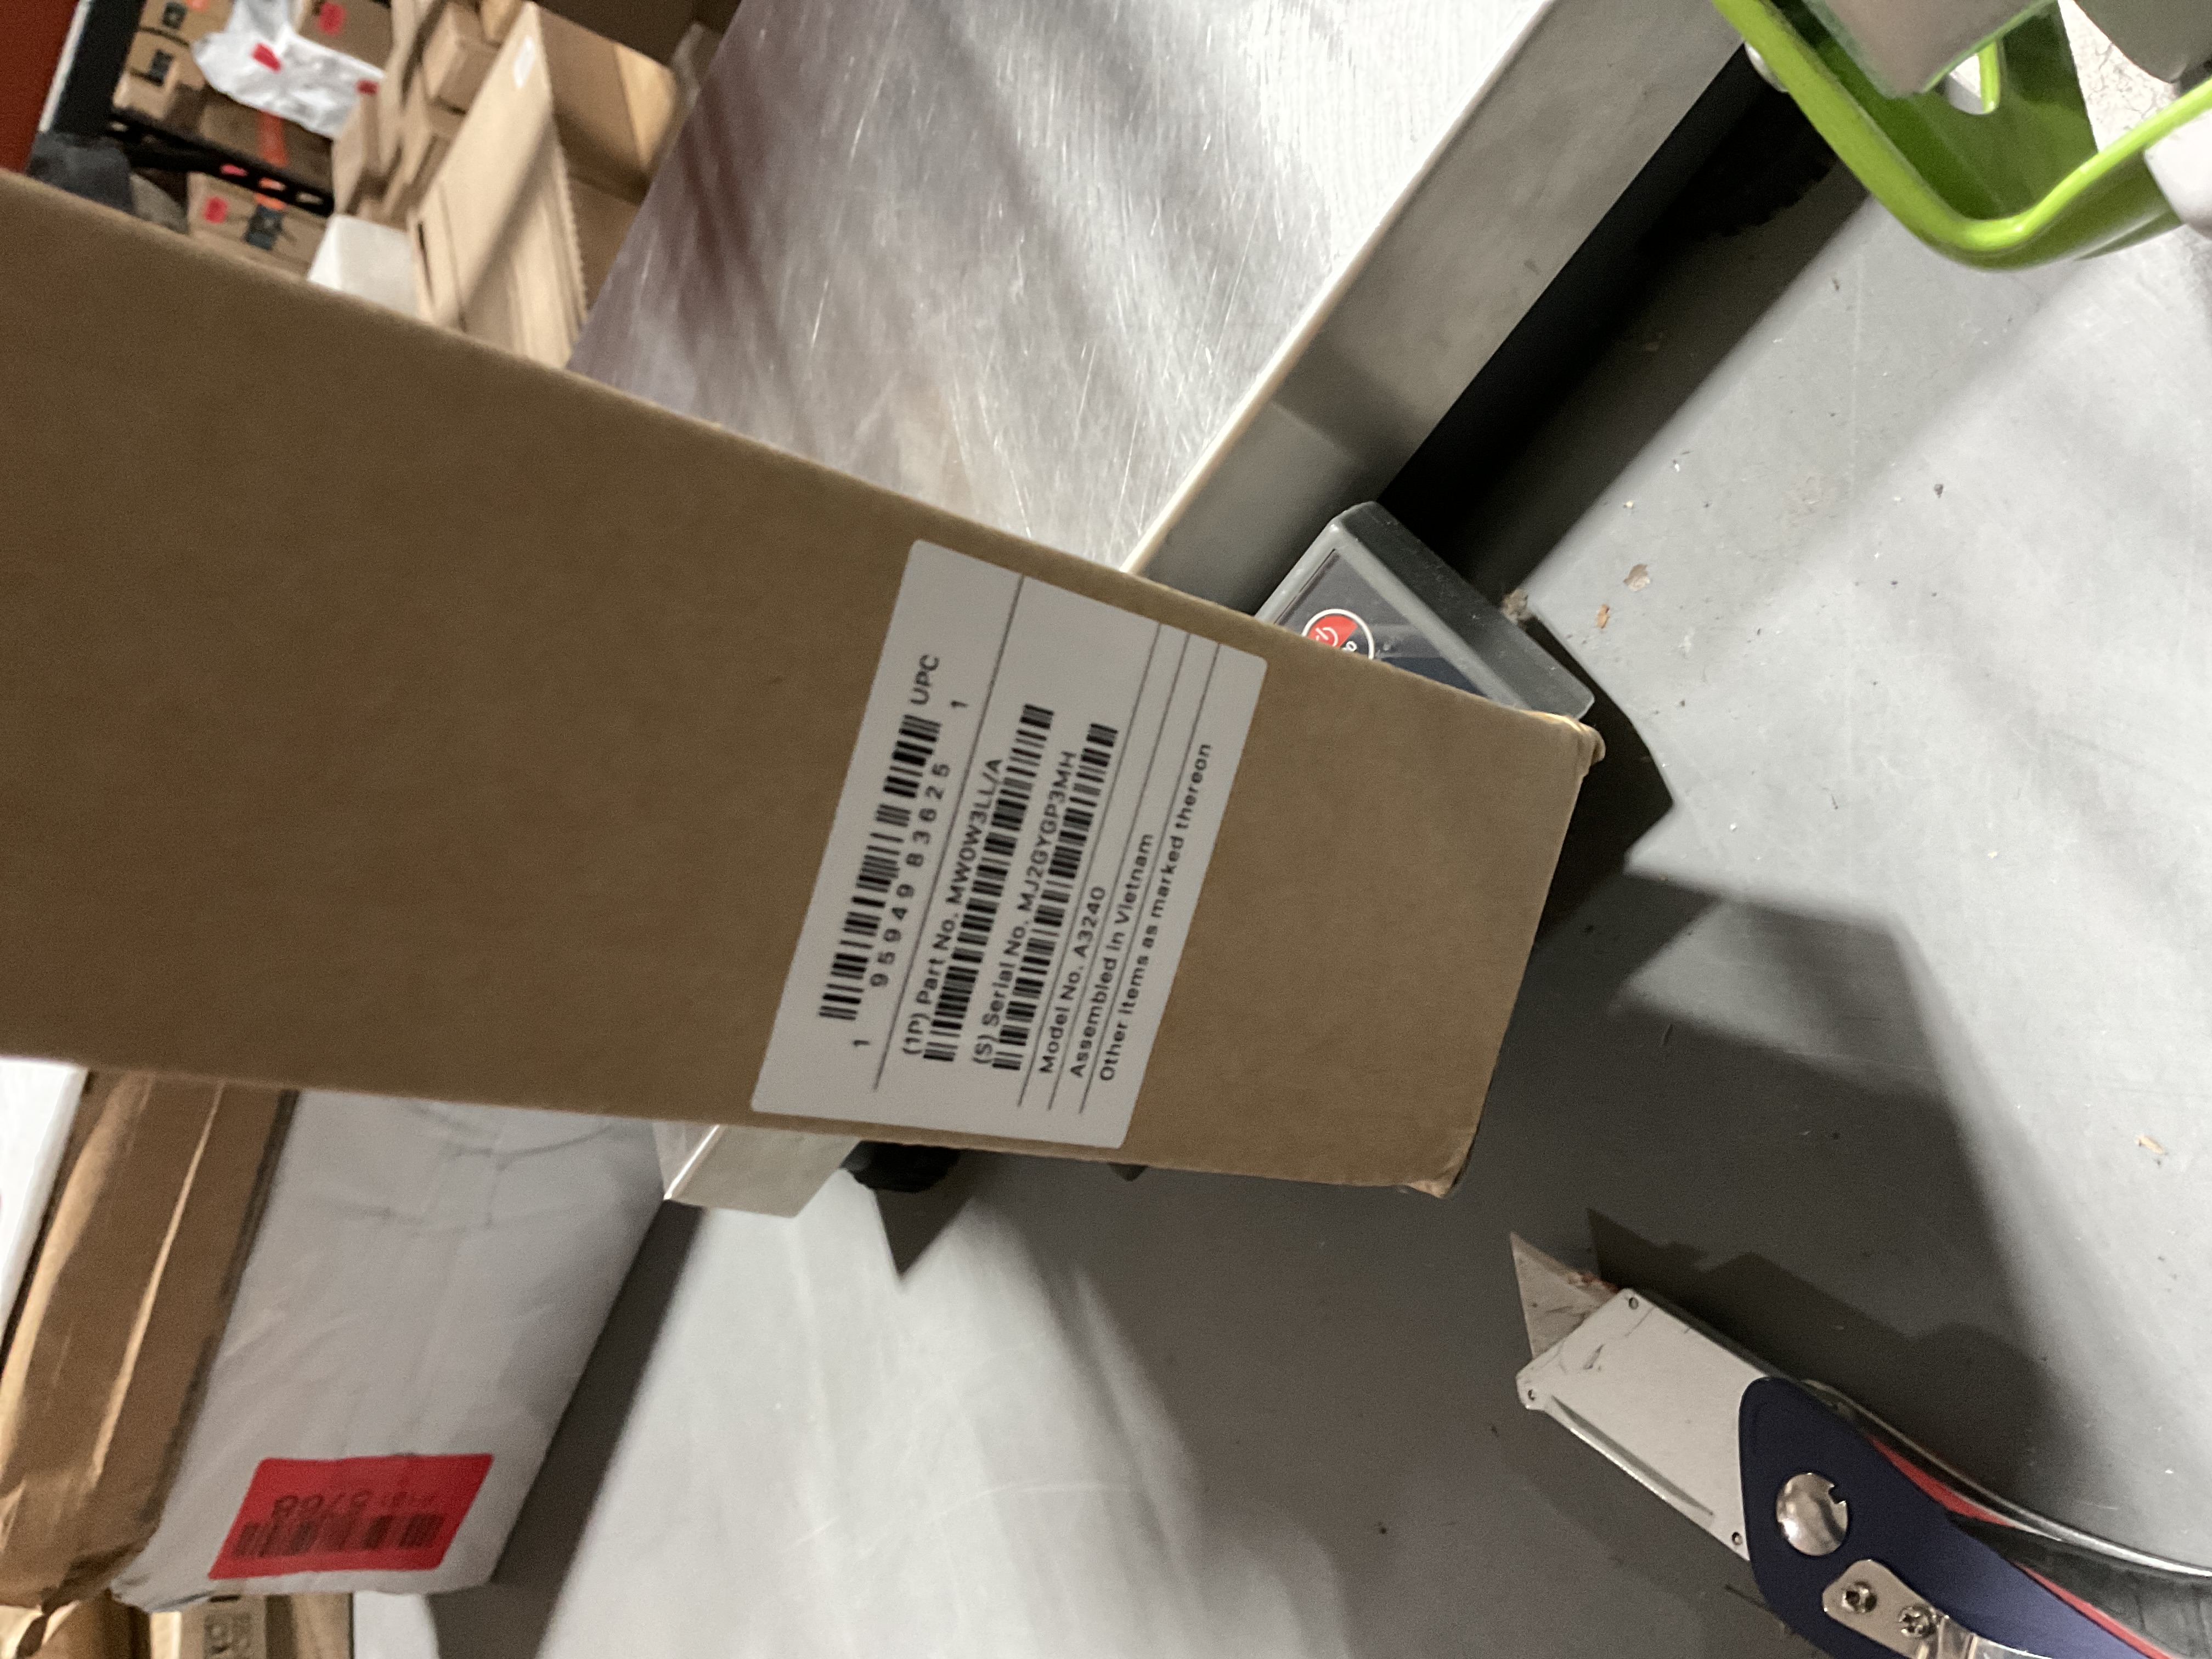 UPC
1 95949 83625 1
(1P) Part No. MW0W3LL/A
(S) Serial No. MJ2GYGP3MH
Model No. A3240
Assembled in Vietnam
Other items as marked thereon